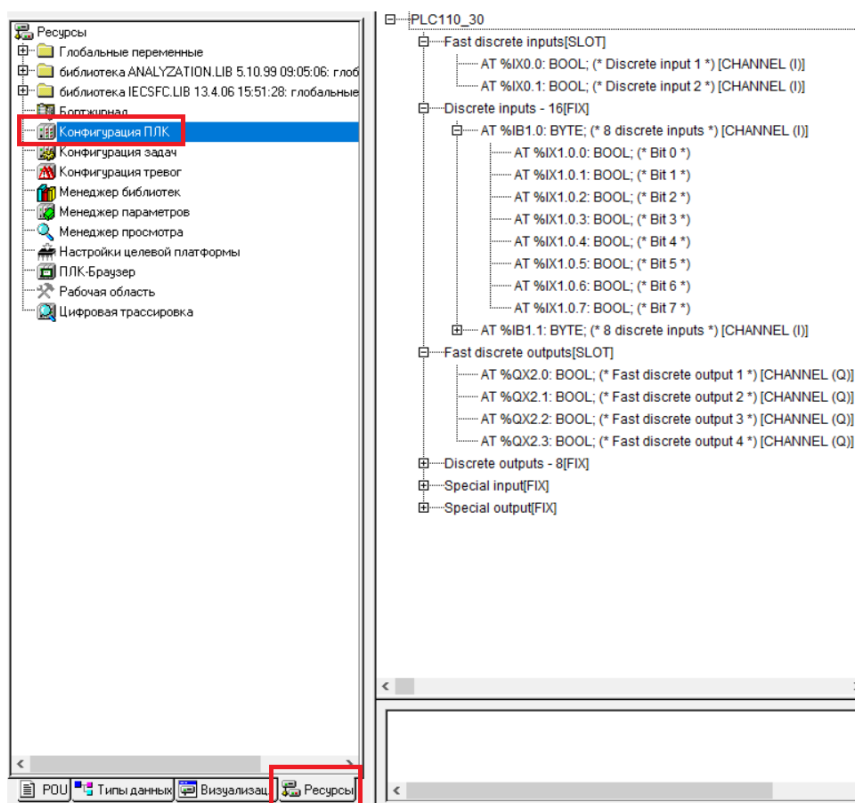 Ресурсы
Глобальные переменные
библиотека ANALYZATION.LIB 5.10.99 09:05:06: глоб
библиотека IECSFC.LIB 13.4.06 15:51:28: глобальные
Бортжурнал
Конфигурация ПЛК
Конфигурация задач
Конфигурация тревог
Менеджер библиотек
Менеджер параметров
Менеджер просмотра
Настройки целевой платформы
ПЛК-Браузер
Рабочая область
Цифровая трассировка
POU
Типы данных
Визуализац
Ресурсы
PLC110_30
Fast discrete inputs[SLOT]
AT %IX0.0: BOOL; (* Discrete input 1 *) [CHANNEL (I)]
AT %IX0.1: BOOL; (* Discrete input 2 *) [CHANNEL (I)]
Discrete inputs - 16[FIX]
AT %IB1.0: BYTE; (* 8 discrete inputs *) [CHANNEL (I)]
AT %IX1.0.0: BOOL; (* Bit 0 *)
AT %IX1.0.1: BOOL; (* Bit 1 *)
AT %IX1.0.2: BOOL; (* Bit 2 *)
AT %IX1.0.3: BOOL; (* Bit 3 *)
AT %IX1.0.4: BOOL; (* Bit 4 *)
AT %IX1.0.5: BOOL; (* Bit 5 *)
AT %IX1.0.6: BOOL; (* Bit 6 *)
AT %IX1.0.7: BOOL; (* Bit 7 *)
AT %IB1.1: BYTE; (* 8 discrete inputs *) [CHANNEL (I)]
Fast discrete outputs[SLOT]
AT %QX2.0: BOOL; (* Fast discrete output 1 *) [CHANNEL (Q)]
AT %QX2.1: BOOL; (* Fast discrete output 2 *) [CHANNEL (Q)]
AT %QX2.2: BOOL; (* Fast discrete output 3 *) [CHANNEL (Q)]
AT %QX2.3: BOOL; (* Fast discrete output 4 *) [CHANNEL (Q)]
Discrete outputs - 8[FIX]
Special input[FIX]
Special output[FIX]